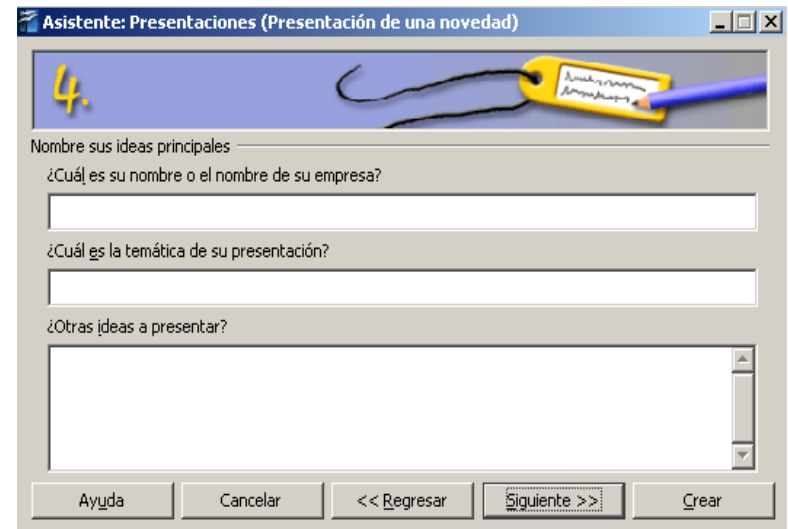 Asistente: Presentaciones (Presentación de una novedad)
4.
Nombre sus ideas principales
¿Cuál es su nombre o el nombre de su empresa?
¿Cuál es la temática de su presentación?
¿Otras ideas a presentar?
Ayuda Cancelar << Regresar Siguiente >> Crear